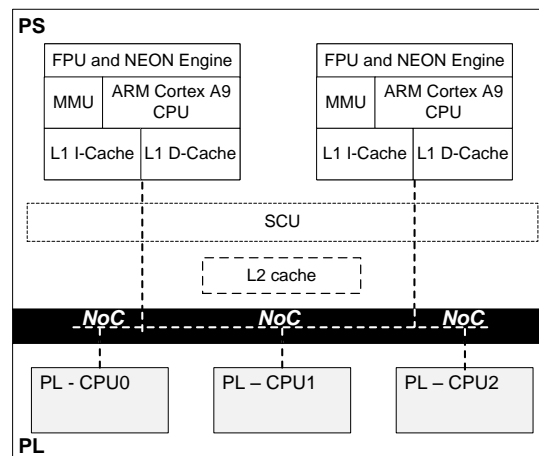 PS
FPU and NEON Engine
MMU
ARM Cortex A9
CPU
L1 I-Cache
L1 D-Cache
FPU and NEON Engine
MMU
ARM Cortex A9
CPU
L1 I-Cache
L1 D-Cache
SCU
L2 cache
NoC
NoC
NoC
PL - CPU0
PL – CPU1
PL – CPU2
PL